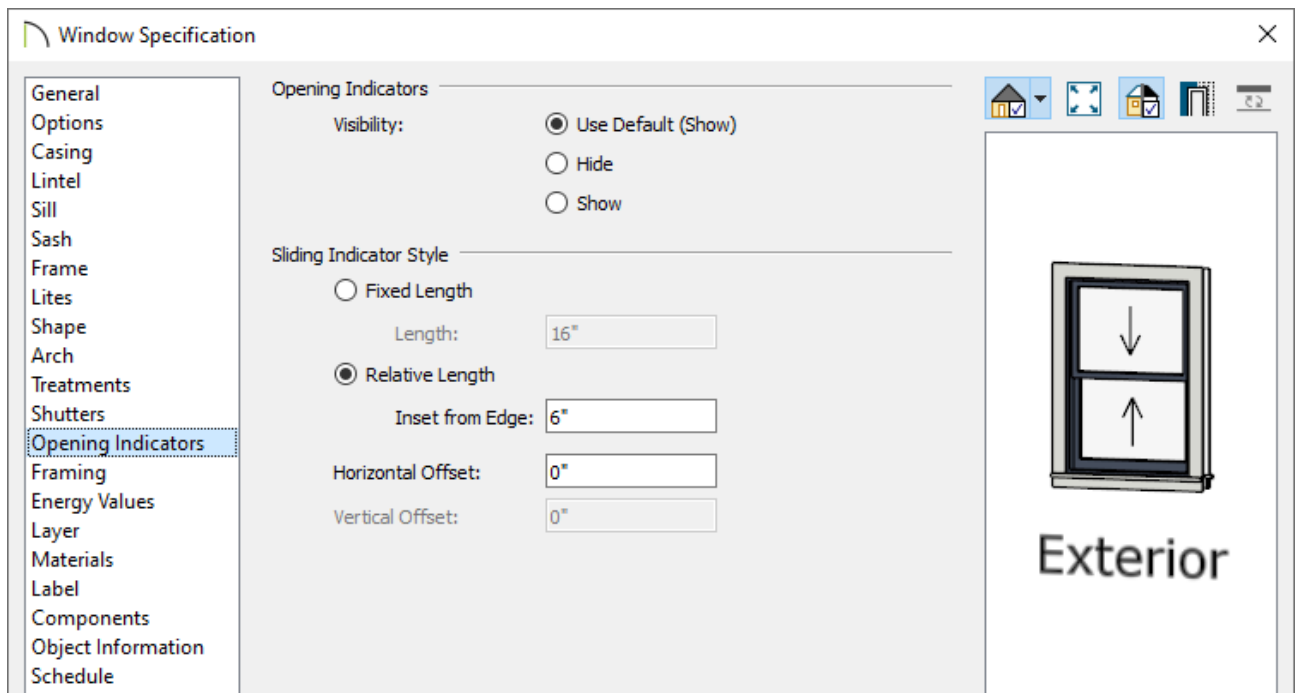 Window Specification
General
Options
Casing
Lintel
Sill
Sash
Frame
Lites
Shape
Arch
Treatments
Shutters
Opening Indicators
Framing
Energy Values
Layer
Materials
Label
Components
Object Information
Schedule
Opening Indicators
Visibility:
Use Default (Show)
Hide
Show
Sliding Indicator Style
Fixed Length
Length: 16"
Relative Length
Inset from Edge: 6"
Horizontal Offset: 0"
Vertical Offset: 0"
Exterior